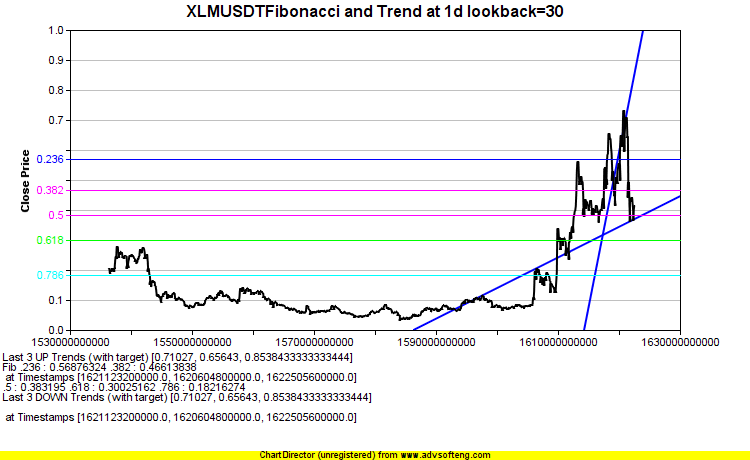 XLMUSDTFibonacci and Trend at 1d lookback=30
1.0
0.9
0.8
0.7
0.236
0.382
0.5
0.618
0.786
0.1
0.0
Close Price
1530000000000 1550000000000 1570000000000 1590000000000 1610000000000 1630000000000
Last 3 UP Trends (with target) [0.71027, 0.65643, 0.8538433333333444]
Fib .236 : 0.56876324 .382 : 0.46613838
at Timestamps [1621123200000.0, 1620604800000.0, 1622505600000.0]
.5 : 0.383195 .618 : 0.30025162 .786 : 0.18216274
Last 3 DOWN Trends (with target) [0.71027, 0.65643, 0.8538433333333444]
at Timestamps [1621123200000.0, 1620604800000.0, 1622505600000.0]
ChartDirector (unregistered) from www.advsofteng.com